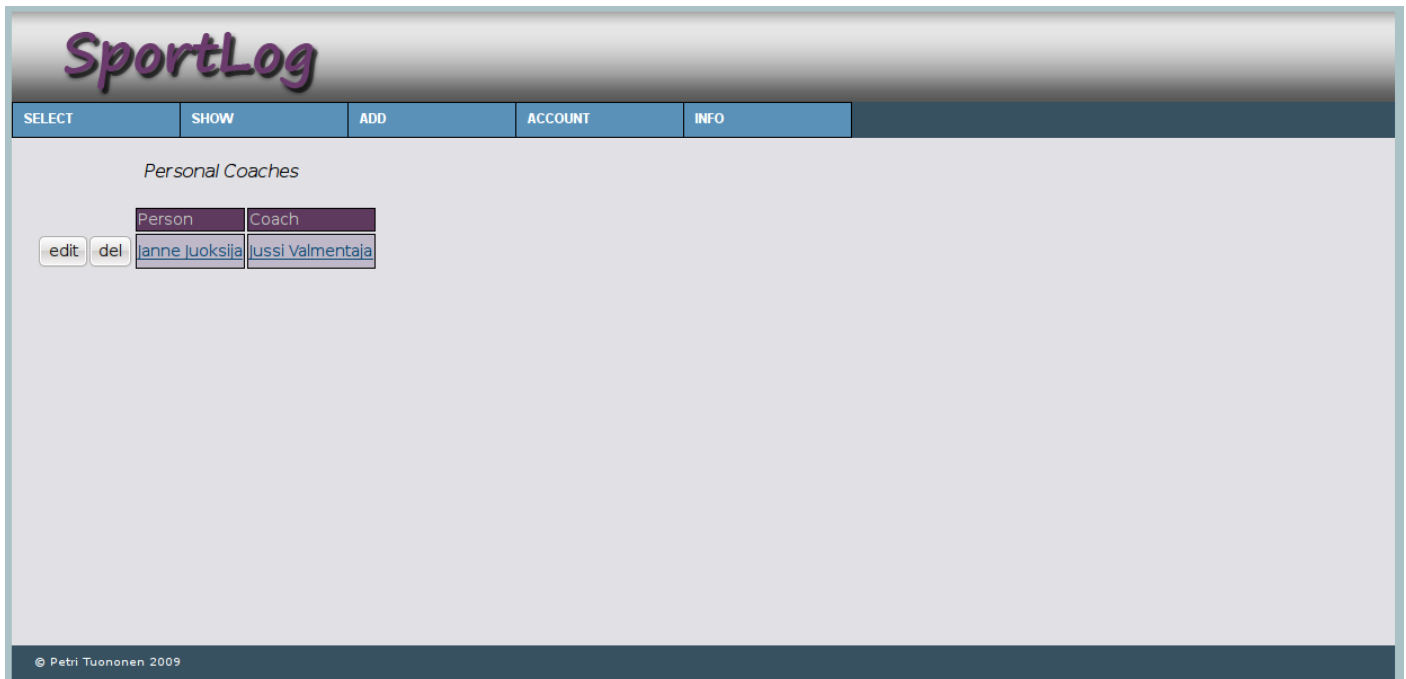 SportLog
SELECT SHOW ADD ACCOUNT INFO
Personal Coaches
Person Coach
edit del Janne Juoksija Jussi Valmentaja
© Petri Tuononen 2009